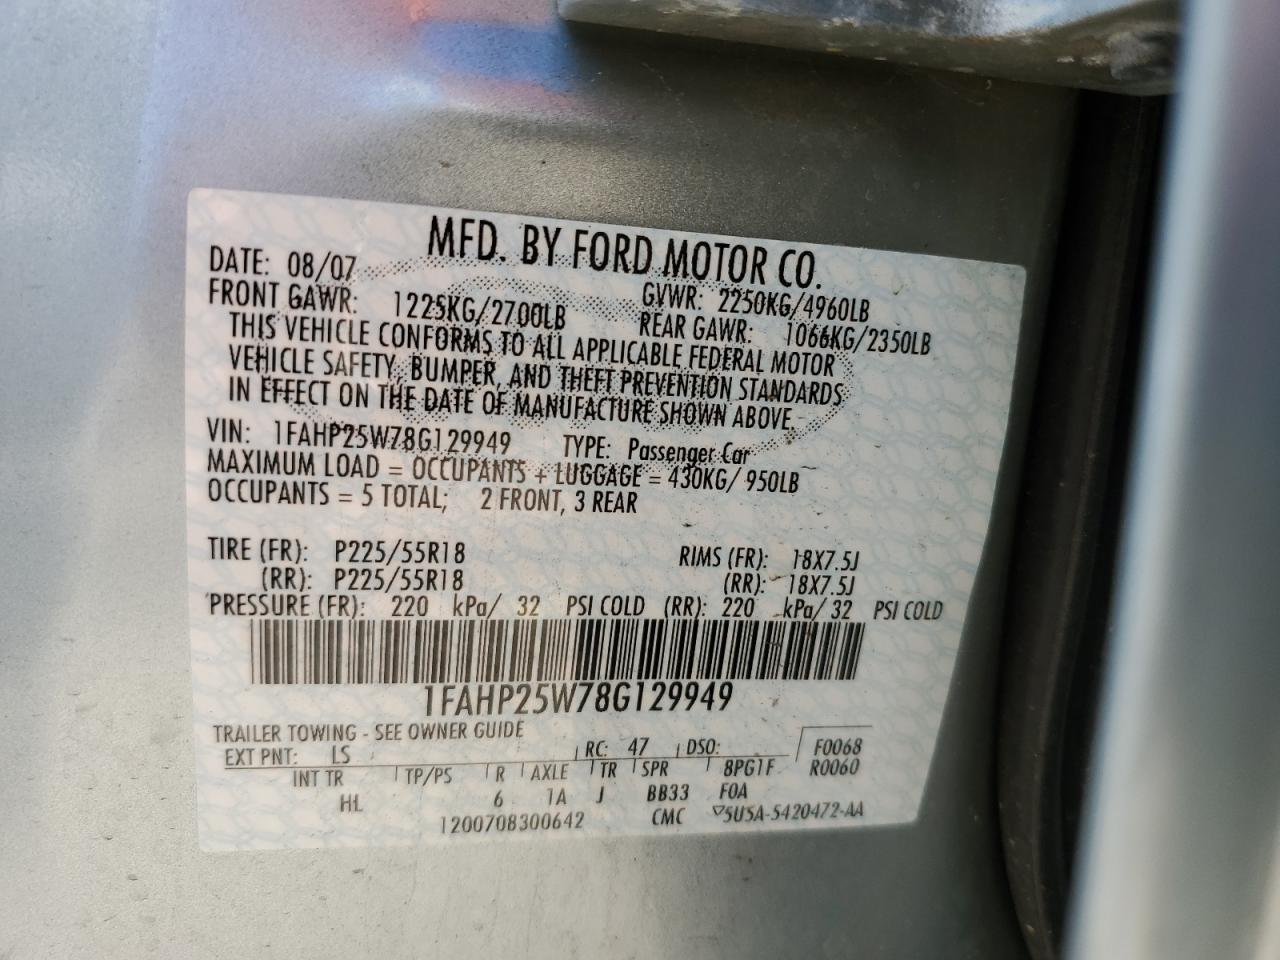 MFD. BY FORD MOTOR CO.
DATE: 08/07 GVWR: 2250KG/4960LB
FRONT GAWR: 1225KG/2700LB REAR GAWR: 1066KG/2350LB
THIS VEHICLE CONFORMS TO ALL APPLICABLE FEDERAL MOTOR
VEHICLE SAFETY, BUMPER, AND THEFT PREVENTION STANDARDS
IN EFFECT ON THE DATE OF MANUFACTURE SHOWN ABOVE.
VIN: 1FAHP25W78G129949 TYPE: Passenger Car
MAXIMUM LOAD = OCCUPANTS + LUGGAGE = 430KG/ 950LB
OCCUPANTS = 5 TOTAL; 2 FRONT, 3 REAR
TIRE (FR): P225/55R18 RIMS (FR): 18X7.5J
(RR): P225/55R18 (RR): 18X7.5J
PRESSURE (FR): 220 kPa/ 32 PSI COLD (RR): 220 kPa/ 32 PSI COLD
1FAHP25W78G129949
TRAILER TOWING - SEE OWNER GUIDE
EXT PNT: LS RC: 47 DSO: F0068
INT TR TP/PS R AXLE TR SPR 8PG1F R0060
HL 6 1A J BB33 FOA
1200708300642 CMC ▽5U5A-5420472-AA